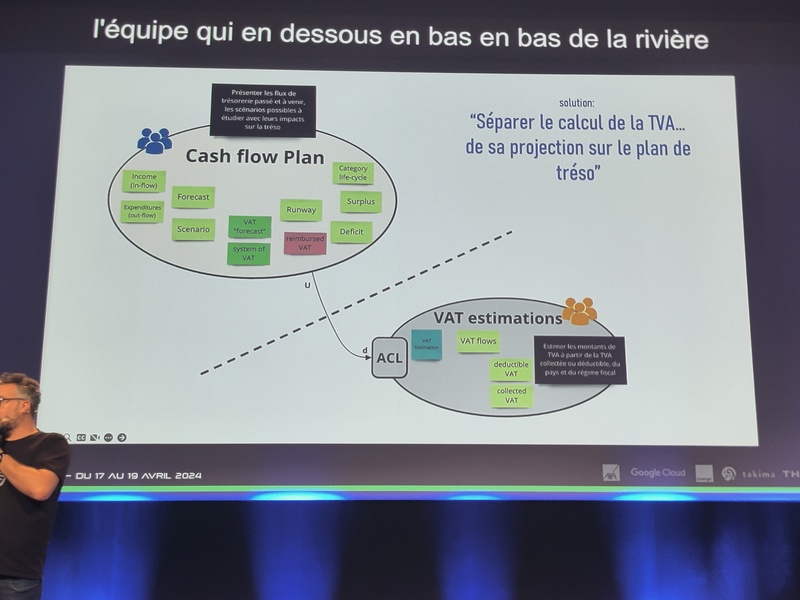 l'équipe qui en dessous en bas en bas de la rivière
Présenter les flux de
trésorerie passé et à venir,
les scénarios possibles à
étudier avec leurs impacts
sur la tréso
solution:
“Séparer le calcul de la TVA...
de sa projection sur le plan de
tréso”
Cash flow Plan
Income
(in-flow)
Expenditures
(out-flow)
Forecast
Scenario
VAT
"forecast"
system of
VAT
Runway
reimbursed
VAT
Category
life-cycle
Surplus
Deficit
U
d
ACL
VAT estimations
VAT
Estimation
VAT flows
deductible
VAT
collected
VAT
Estimer les montants de
TVA à partir de la TVA
collectée ou déductible, du
pays et du régime fiscal
- DU 17 AU 19 AVRIL 2024
Google Cloud
takima
TH